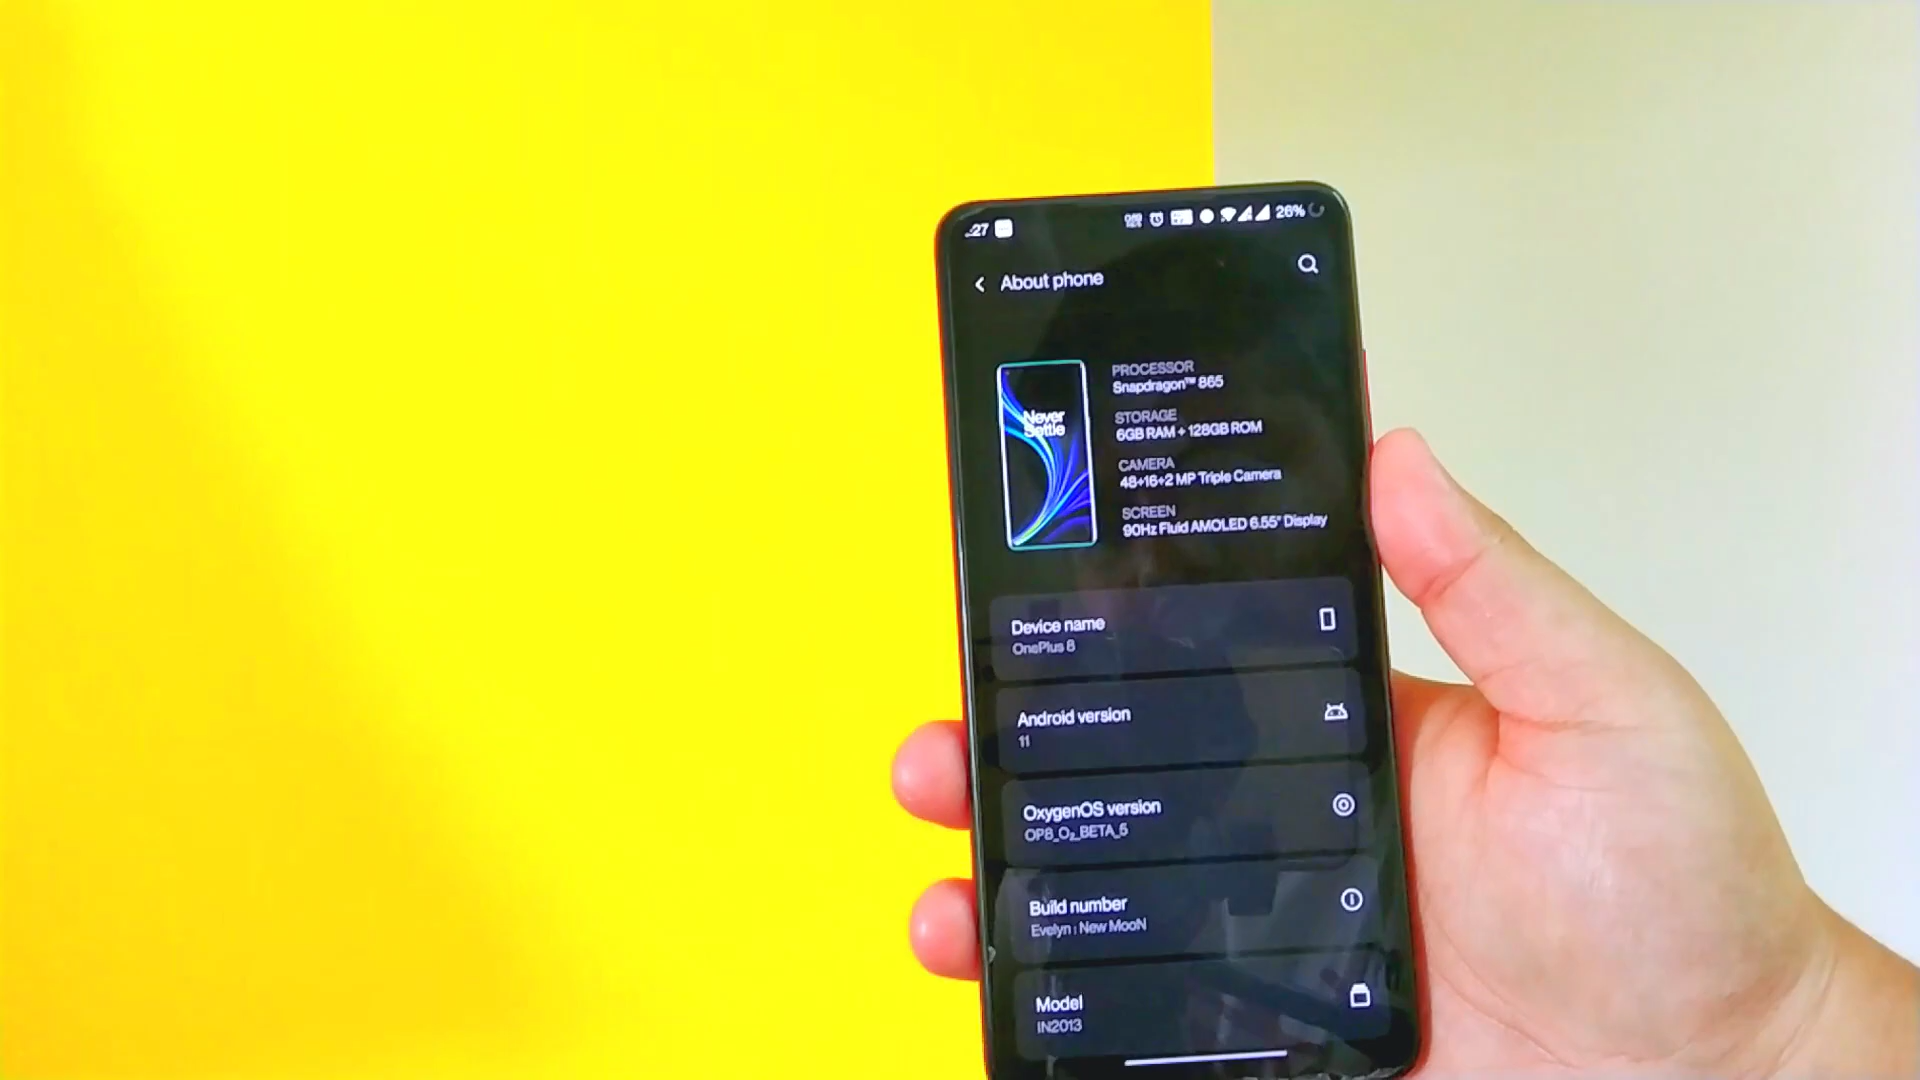 :27
26%
About phone
Never
Settle
PROCESSOR
Snapdragon™ 865
STORAGE
6GB RAM + 128GB ROM
CAMERA
48+16+2 MP Triple Camera
SCREEN
90Hz Fluid AMOLED 6.55" Display
Device name
OnePlus 8
Android version
11
OxygenOS version
OP8_O₂_BETA_5
Build number
Evelyn : New MooN
Model
IN2013